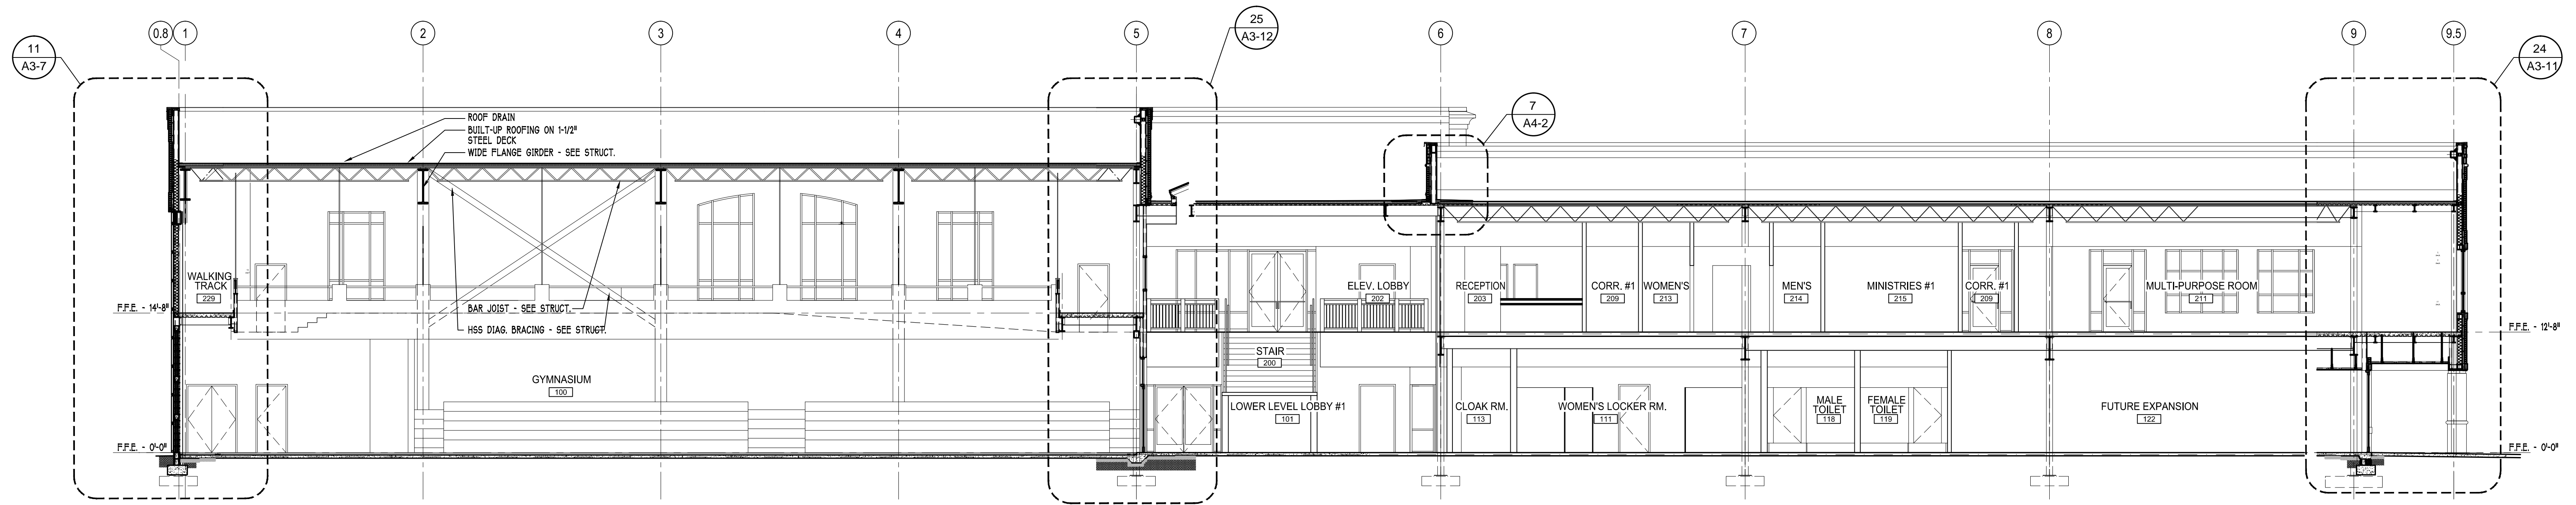 0.8
1
2
3
4
5
6
7
8
9
9.5
11
A3-7
25
A3-12
7
A4-2
24
A3-11
ROOF DRAIN
BUILT-UP ROOFING ON 1-1/2"
STEEL DECK
WIDE FLANGE GIRDER - SEE STRUCT.
WALKING
TRACK
229
F.F.E. - 14'-8"
BAR JOIST - SEE STRUCT.
HSS DIAG. BRACING - SEE STRUCT.
ELEV. LOBBY
202
RECEPTION
203
CORR. #1
209
WOMEN'S
213
MEN'S
214
MINISTRIES #1
215
CORR. #1
209
MULTI-PURPOSE ROOM
211
F.F.E. - 12'-8"
STAIR
200
GYMNASIUM
100
LOWER LEVEL LOBBY #1
101
CLOAK RM.
113
WOMEN'S LOCKER RM.
111
MALE
TOILET
118
FEMALE
TOILET
119
FUTURE EXPANSION
122
F.F.E. - 0'-0"
F.F.E. - 0'-0"